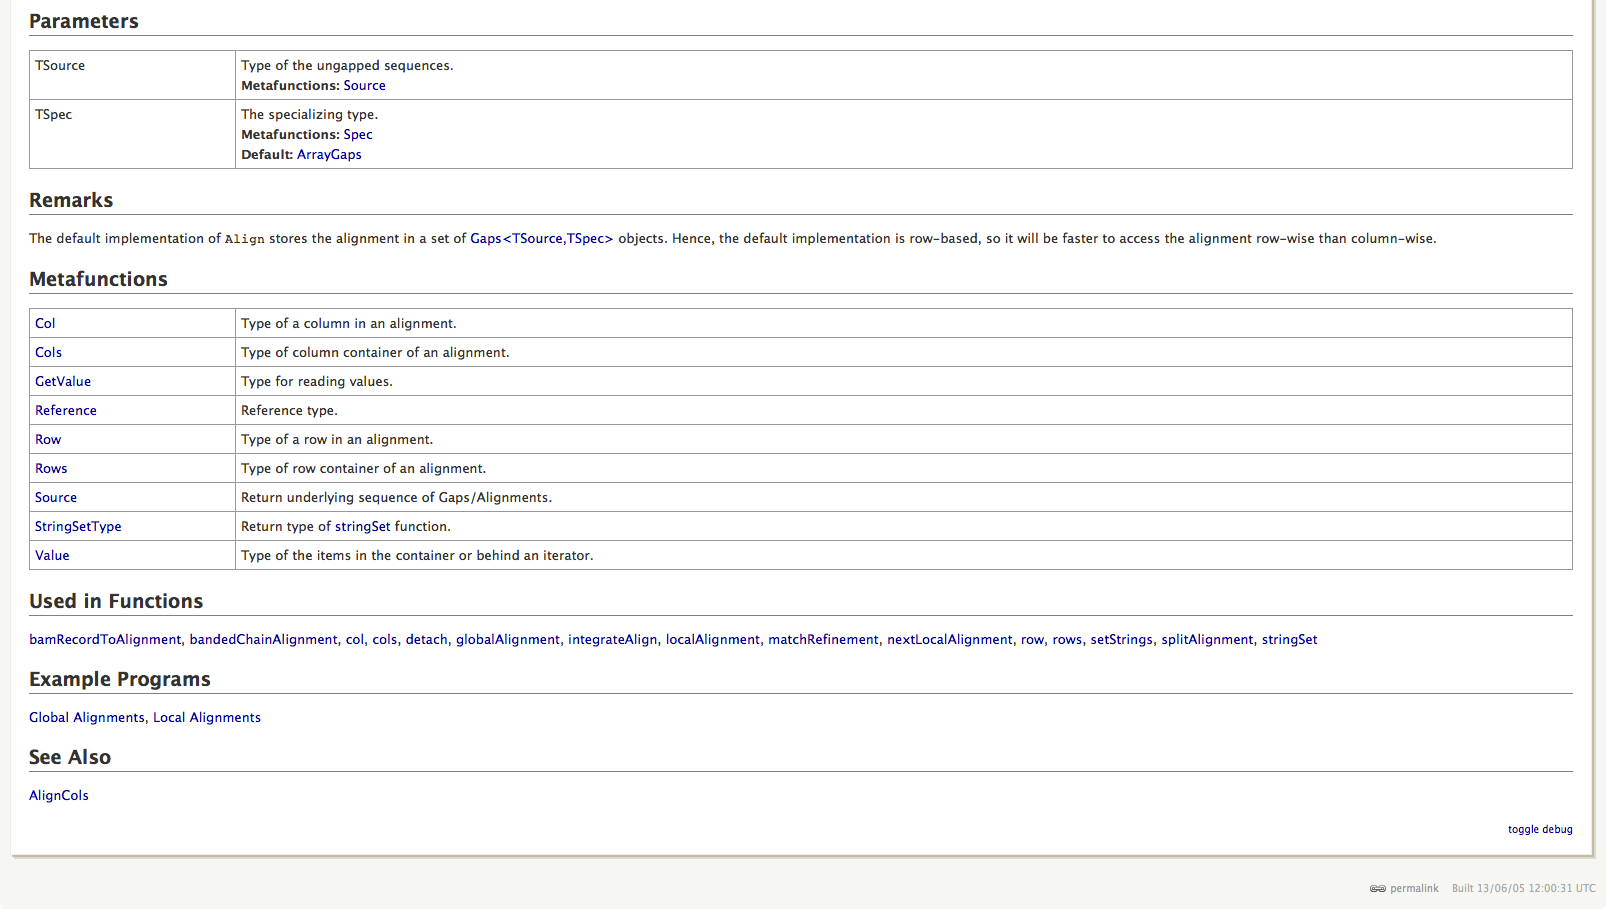 Parameters
TSource
Type of the ungapped sequences.
Metafunctions: Source
TSpec
The specializing type.
Metafunctions: Spec
Default: ArrayGaps
Remarks
The default implementation of Align stores the alignment in a set of Gaps<TSource,TSpec> objects. Hence, the default implementation is row-based, so it will be faster to access the alignment row-wise than column-wise.
Metafunctions
Col Type of a column in an alignment.
Cols Type of column container of an alignment.
GetValue Type for reading values.
Reference Reference type.
Row Type of a row in an alignment.
Rows Type of row container of an alignment.
Source Return underlying sequence of Gaps/Alignments.
StringSetType Return type of stringSet function.
Value Type of the items in the container or behind an iterator.
Used in Functions
bamRecordToAlignment, bandedChainAlignment, col, cols, detach, globalAlignment, integrateAlign, localAlignment, matchRefinement, nextLocalAlignment, row, rows, setStrings, splitAlignment, stringSet
Example Programs
Global Alignments, Local Alignments
See Also
AlignCols
toggle debug
permalink Built 13/06/05 12:00:31 UTC